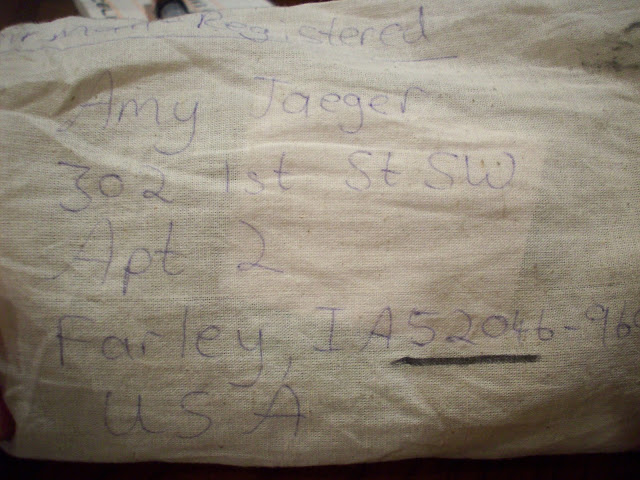 Registered
Amy Jaeger
302 1st St SW
Apt 2
Farley, IA 52046-96
USA